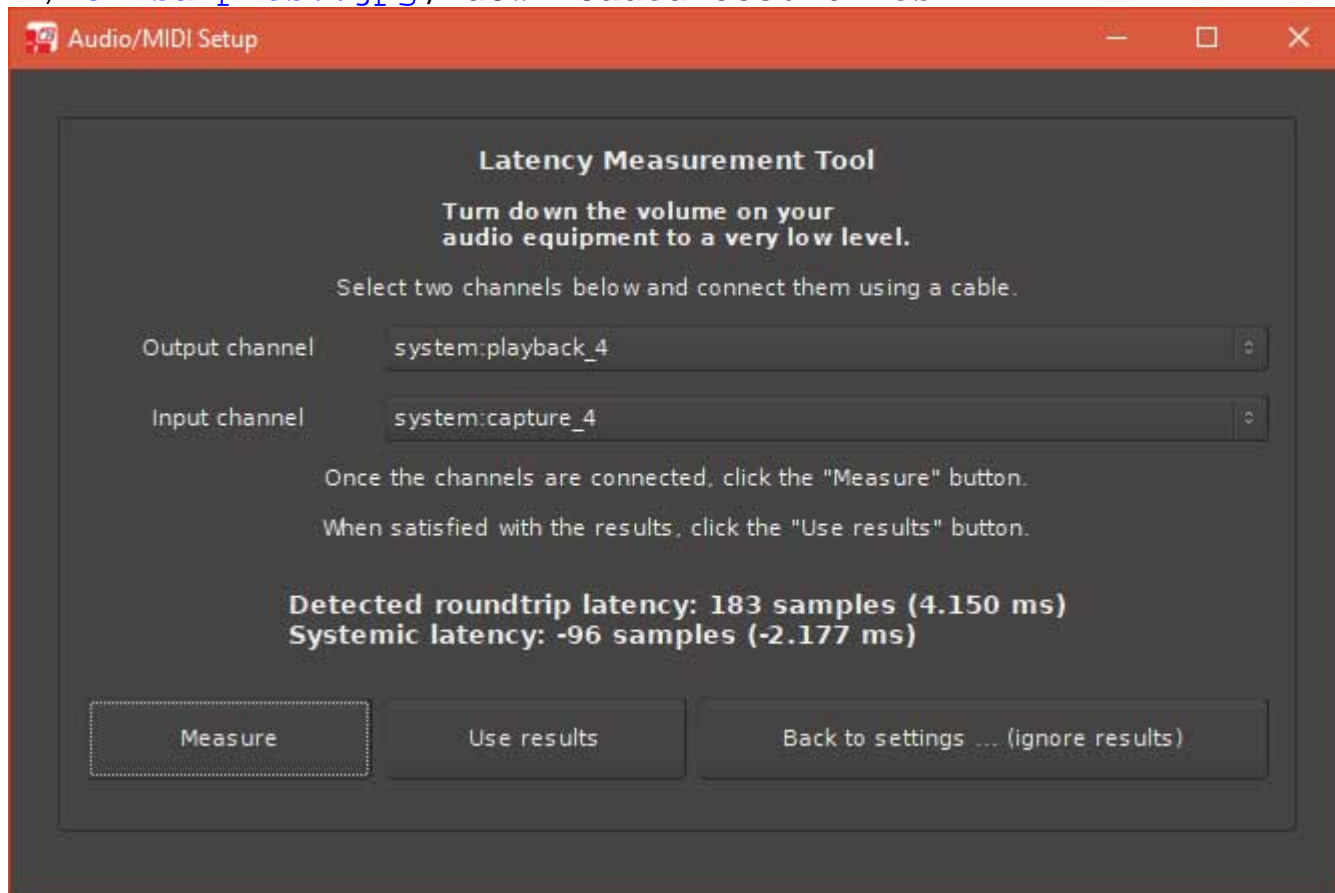 Audio/MIDI Setup
Latency Measurement Tool
Turn down the volume on your
audio equipment to a very low level.
Select two channels below and connect them using a cable.
Output channel system:playback_4
Input channel system:capture_4
Once the channels are connected, click the "Measure" button.
When satisfied with the results, click the "Use results" button.
Detected roundtrip latency: 183 samples (4.150 ms)
Systemic latency: -96 samples (-2.177 ms)
Measure Use results Back to settings ... (ignore results)